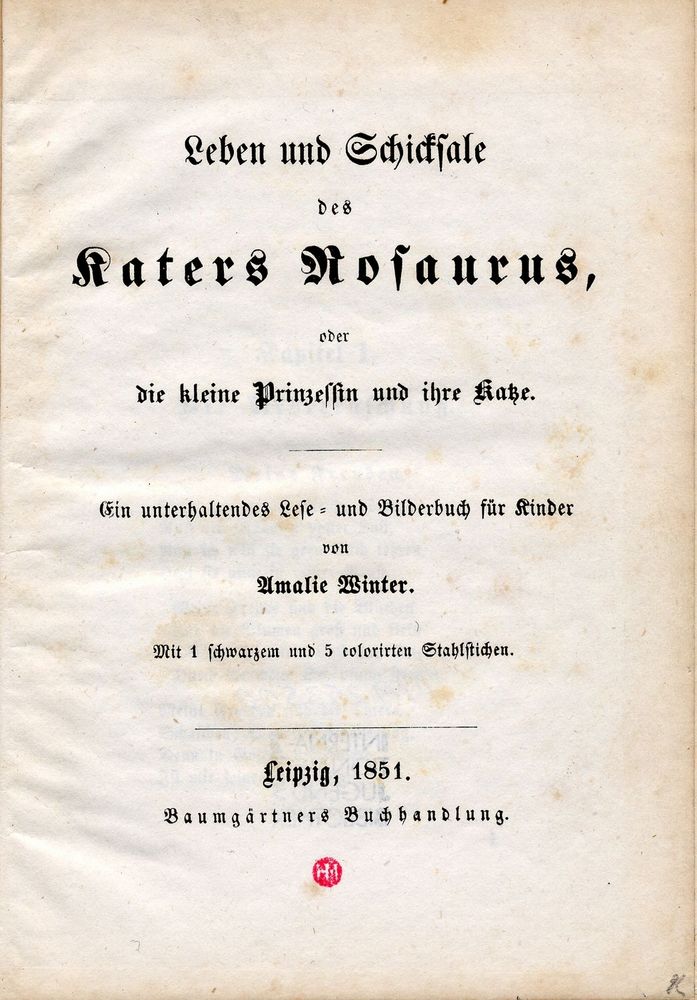 Leben und Schicksale
des
Katers Rosaurus,
oder
die kleine Prinzessin und ihre Katze.
Ein unterhaltendes Lese- und Bilderbuch für Kinder
von
Amalie Winter.
Mit 1 schwarzem und 5 colorirten Stahlstichen.
Leipzig, 1851.
Baumgärtners Buchhandlung.